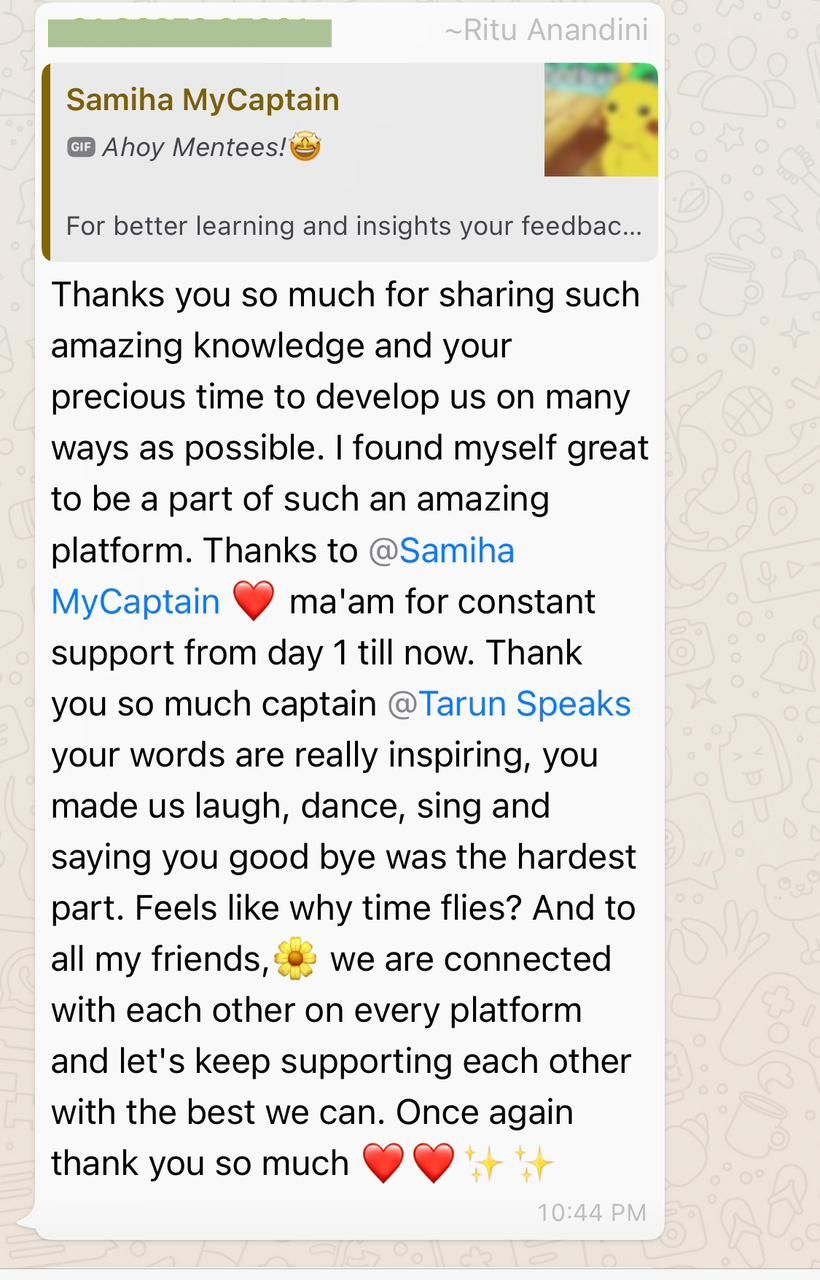 ~Ritu Anandini
Samiha MyCaptain
GIF Ahoy Mentees!🤩
For better learning and insights your feedbac...
Thanks you so much for sharing such
amazing knowledge and your
precious time to develop us on many
ways as possible. I found myself great
to be a part of such an amazing
platform. Thanks to @Samiha
MyCaptain ❤️ ma'am for constant
support from day 1 till now. Thank
you so much captain @Tarun Speaks
your words are really inspiring, you
made us laugh, dance, sing and
saying you good bye was the hardest
part. Feels like why time flies? And to
all my friends,🌼 we are connected
with each other on every platform
and let's keep supporting each other
with the best we can. Once again
thank you so much ❤️❤️✨✨
10:44 PM